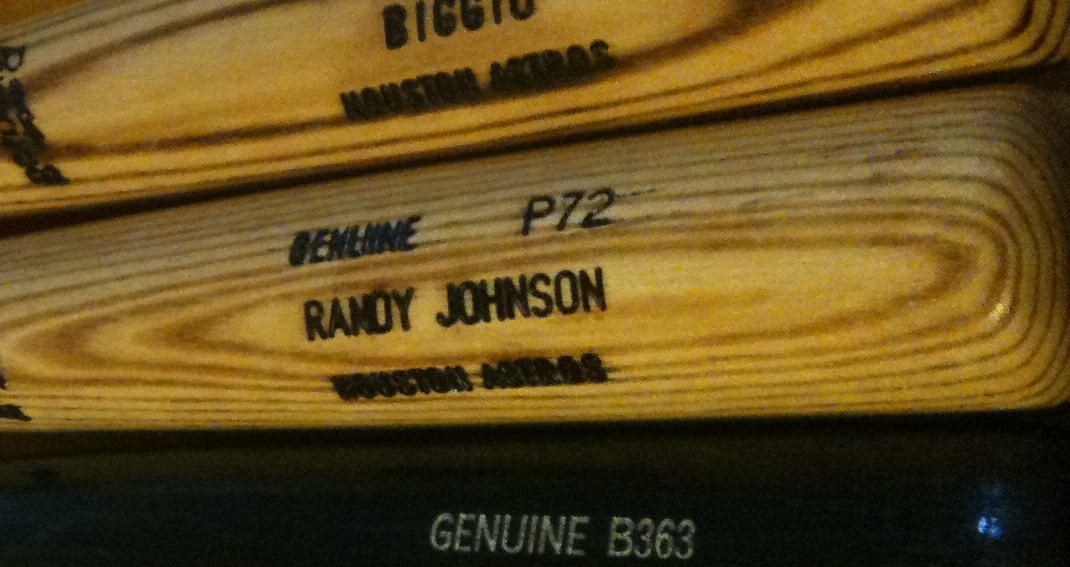 BIGGIO
HOUSTON ASTROS
GENUINE P72
RANDY JOHNSON
HOUSTON ASTROS
GENUINE B363